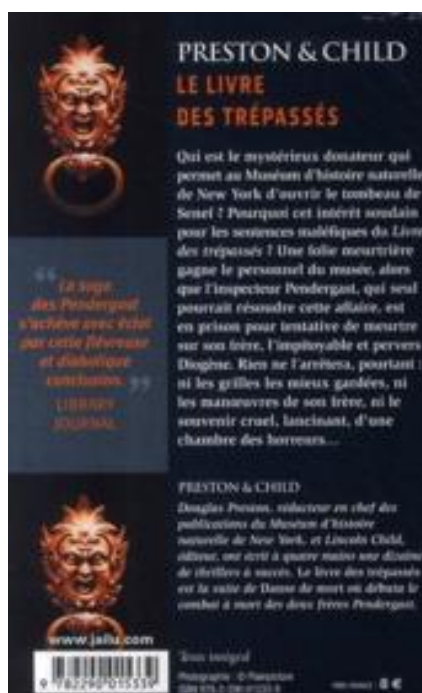 PRESTON & CHILD
LE LIVRE
DES TRÉPASSÉS
Qui est le mystérieux donateur qui
permet au Muséum d'histoire naturelle
de New York d'ouvrir le tombeau de
Senef ? Pourquoi cet intérêt soudain
pour les sentences maléfiques du Livre
des trépassés ? Une folie meurtrière
gagne le personnel du musée, alors
que l'inspecteur Pendergast, qui seul
pourrait résoudre cette affaire, est
en prison pour tentative de meurtre
sur son frère, l'impitoyable et pervers
Diogène. Rien ne l'arrêtera, pourtant :
ni les grilles les mieux gardées, ni
les manœuvres de son frère, ni le
souvenir cruel, lancinant, d'une
chambre des horreurs...
“ La saga
des Pendergast
s'achève avec éclat
par cette fiévreuse
et diabolique
conclusion. ”
LIBRARY
JOURNAL
PRESTON & CHILD
Douglas Preston, rédacteur en chef des
publications du Muséum d'histoire
naturelle de New York, et Lincoln Child,
éditeur, ont écrit à quatre mains une dizaine
de thrillers à succès. Le livre des trépassés
est la suite de Danse de mort où débute le
combat à mort des deux frères Pendergast.
www.jailu.com
Texte intégral
Photographie : ©
8 €
9 782290 015339